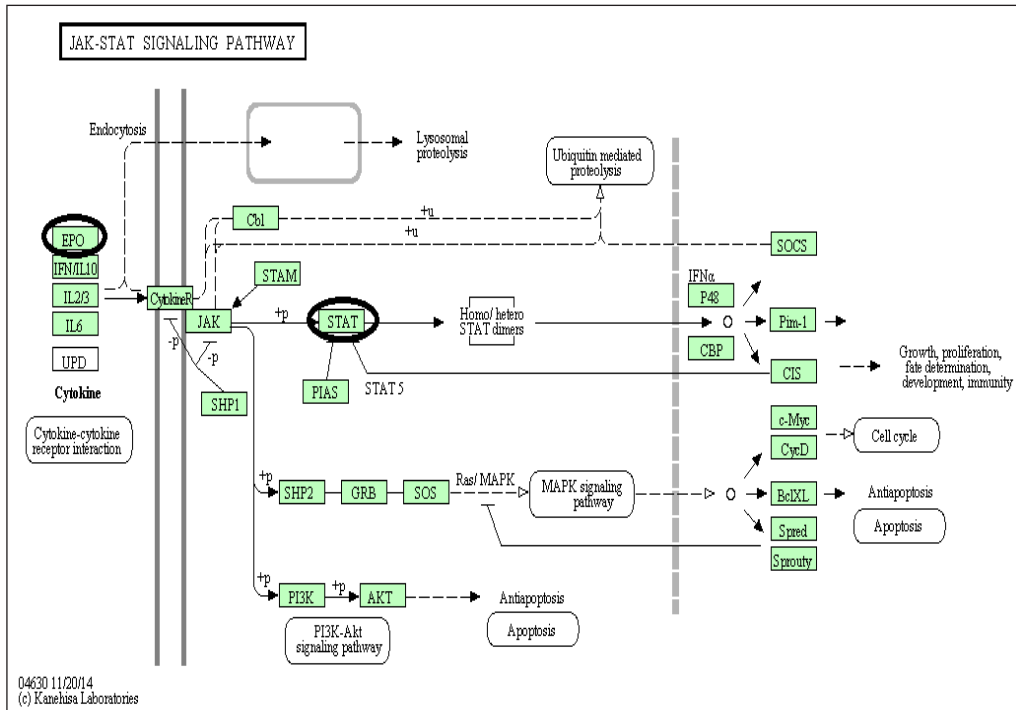 JAK-STAT SIGNALING PATHWAY
Endocytosis
Lysosomal
proteolysis
Ubiquitin mediated
proteolysis
Cbl
+u
+u
EPO
IFN/IL10
IL2/3
IL6
UPD
Cytokine
Cytokine-cytokine
receptor interaction
CytokineR
STAM
JAK
+p
STAT
-p
-p
SHP1
PIAS
STAT 5
Homo/ hetero
STAT dimers
SOCS
IFNα
P48
CBP
Pim-1
CIS
Growth, proliferation,
fate determination,
development, immunity
c-Myc
CycD
Cell cycle
+p
SHP2
GRB
SOS
Ras/ MAPK
MAPK signaling
pathway
BclXL
Antiapoptosis
Apoptosis
Spred
Sprouty
+p
PI3K
+p
AKT
Antiapoptosis
Apoptosis
PI3K-Akt
signaling pathway
04630 11/20/14
(c) Kanehisa Laboratories